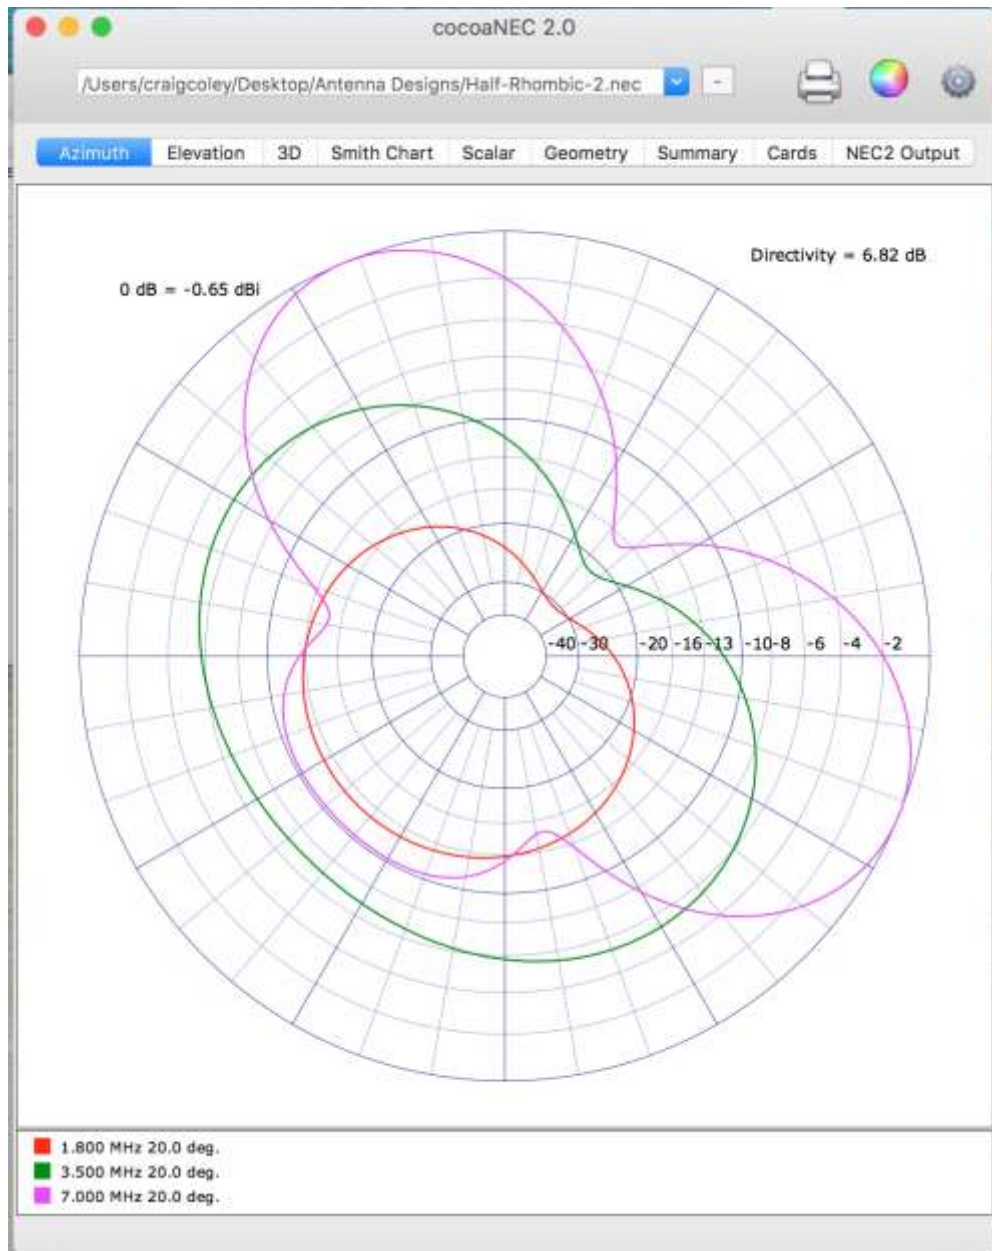 cocoaNEC 2.0
/Users/craigcoley/Desktop/Antenna Designs/Half-Rhombic-2.nec
Azimuth Elevation 3D Smith Chart Scalar Geometry Summary Cards NEC2 Output
Directivity = 6.82 dB
0 dB = -0.65 dBi
-40 -30 -20 -16 -13 -10 -8 -6 -4 -2
1.800 MHz 20.0 deg.
3.500 MHz 20.0 deg.
7.000 MHz 20.0 deg.